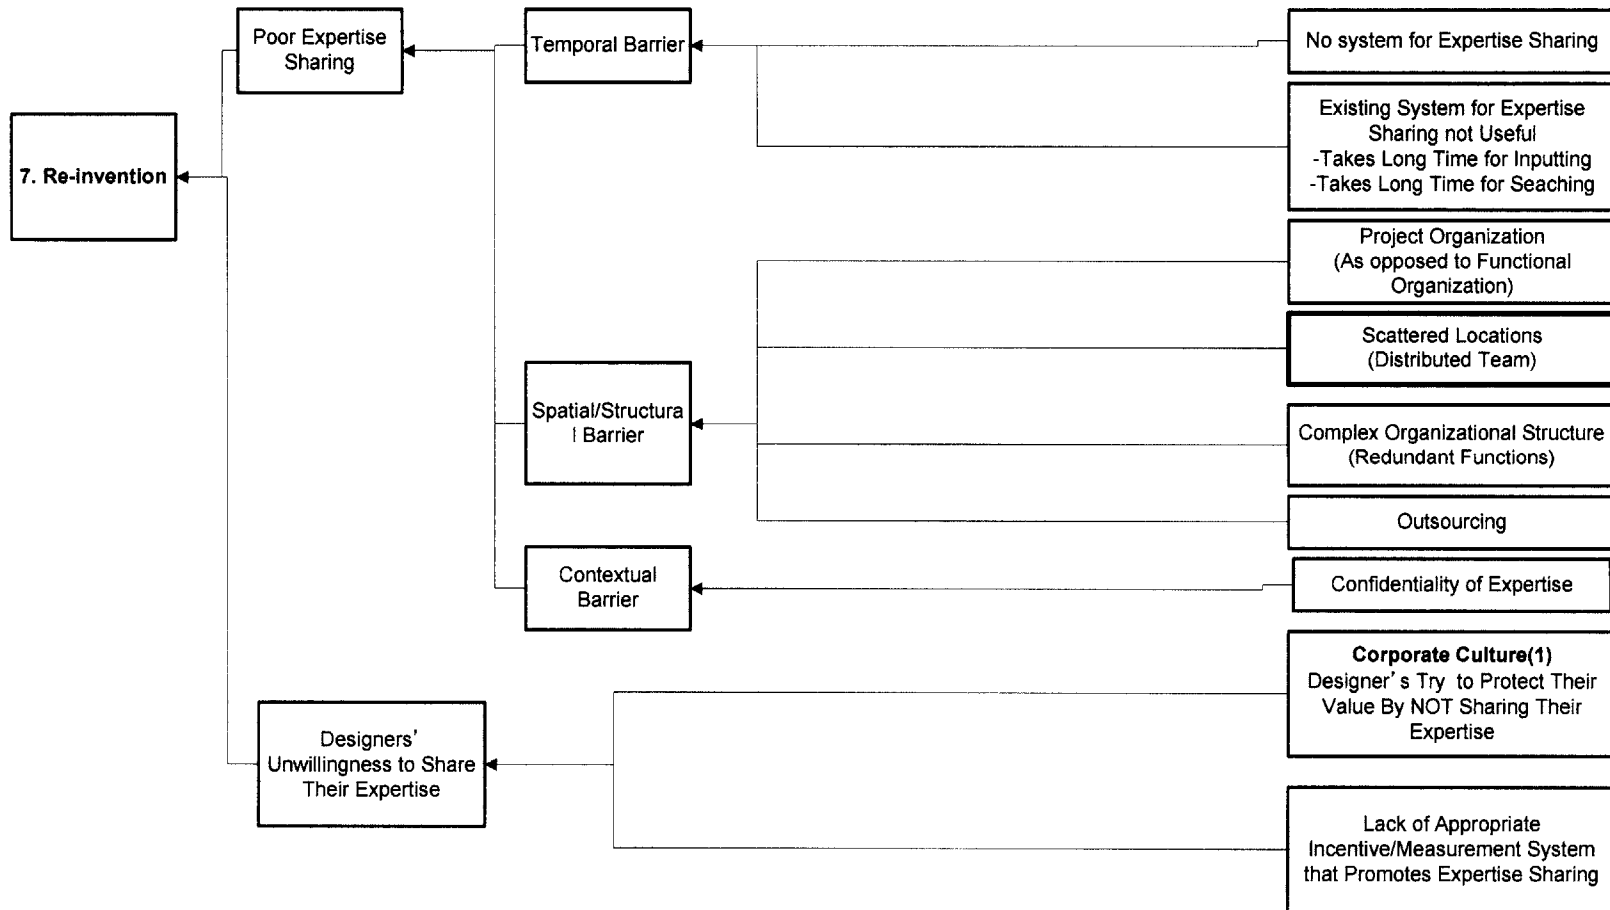 Poor Expertise
Sharing
Temporal Barrier
No system for Expertise Sharing
Existing System for Expertise
Sharing not Useful
-Takes Long Time for Inputting
-Takes Long Time for Seaching
7. Re-invention
Project Organization
(As opposed to Functional
Organization)
Scattered Locations
(Distributed Team)
Spatial/Structura
l Barrier
Complex Organizational Structure
(Redundant Functions)
Outsourcing
Contextual
Barrier
Confidentiality of Expertise
Corporate Culture(1)
Designer's Try to Protect Their
Value By NOT Sharing Their
Expertise
Designers'
Unwillingness to Share
Their Expertise
Lack of Appropriate
Incentive/Measurement System
that Promotes Expertise Sharing